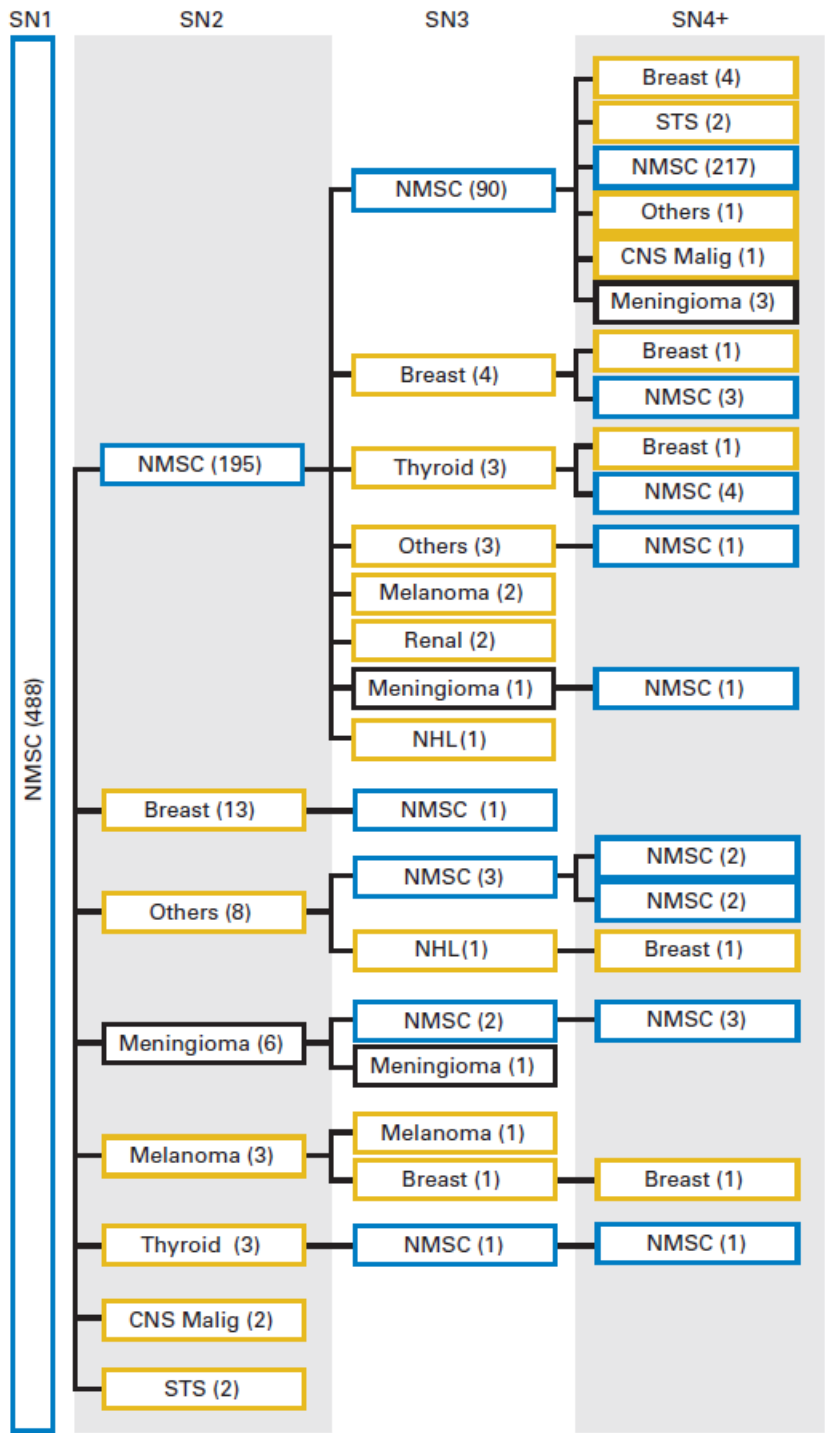 SN1 SN2 SN3 SN4+
NMSC (488)
NMSC (195)
NMSC (90)
Breast (4)
STS (2)
NMSC (217)
Others (1)
CNS Malig (1)
Meningioma (3)
Breast (4)
Breast (1)
NMSC (3)
Thyroid (3)
Breast (1)
NMSC (4)
Others (3)
NMSC (1)
Melanoma (2)
Renal (2)
Meningioma (1)
NMSC (1)
NHL(1)
Breast (13)
NMSC (1)
Others (8)
NMSC (3)
NMSC (2)
NMSC (2)
NHL(1)
Breast (1)
Meningioma (6)
NMSC (2)
NMSC (3)
Meningioma (1)
Melanoma (3)
Melanoma (1)
Breast (1)
Breast (1)
Thyroid (3)
NMSC (1)
NMSC (1)
CNS Malig (2)
STS (2)